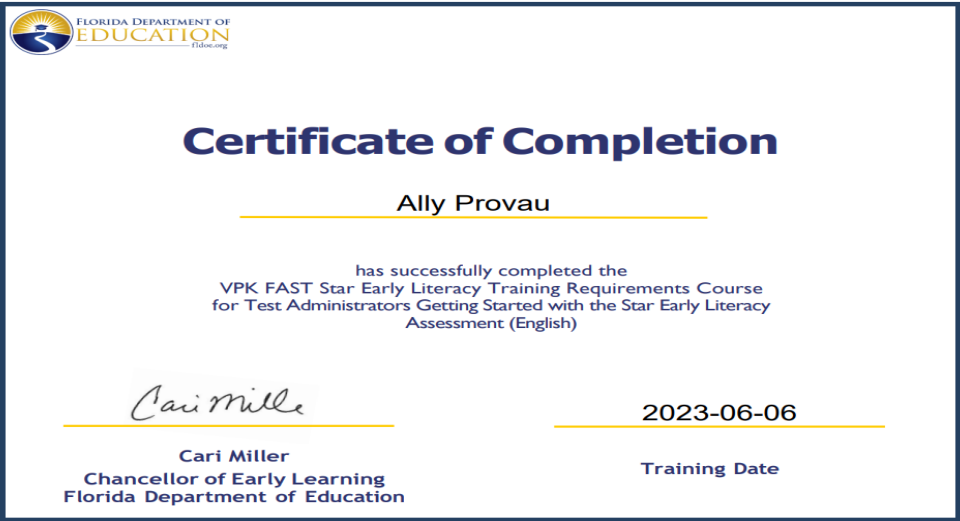 FLORIDA DEPARTMENT OF
EDUCATION
fldoe.org
Certificate of Completion
Ally Provau
has successfully completed the
VPK FAST Star Early Literacy Training Requirements Course
for Test Administrators Getting Started with the Star Early Literacy
Assessment (English)
Cari Mille
2023-06-06
Cari Miller
Training Date
Chancellor of Early Learning
Florida Department of Education